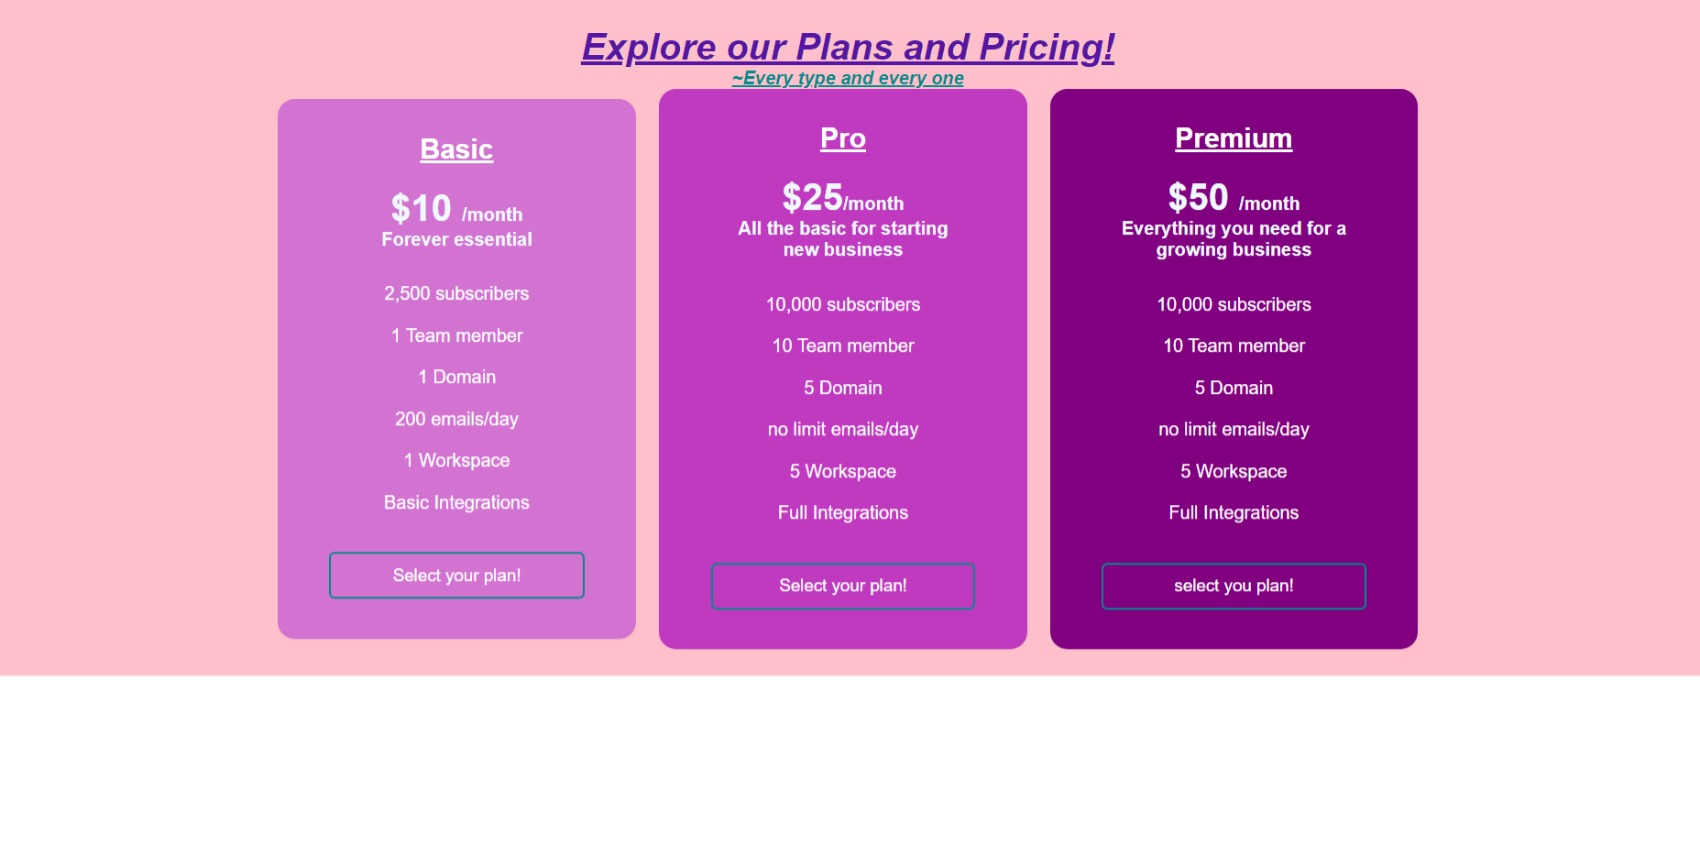 Explore our Plans and Pricing!
~Every type and every one
Basic
$10 /month
Forever essential
2,500 subscribers
1 Team member
1 Domain
200 emails/day
1 Workspace
Basic Integrations
Select your plan!
Pro
$25/month
All the basic for starting
new business
10,000 subscribers
10 Team member
5 Domain
no limit emails/day
5 Workspace
Full Integrations
Select your plan!
Premium
$50 /month
Everything you need for a
growing business
10,000 subscribers
10 Team member
5 Domain
no limit emails/day
5 Workspace
Full Integrations
select you plan!